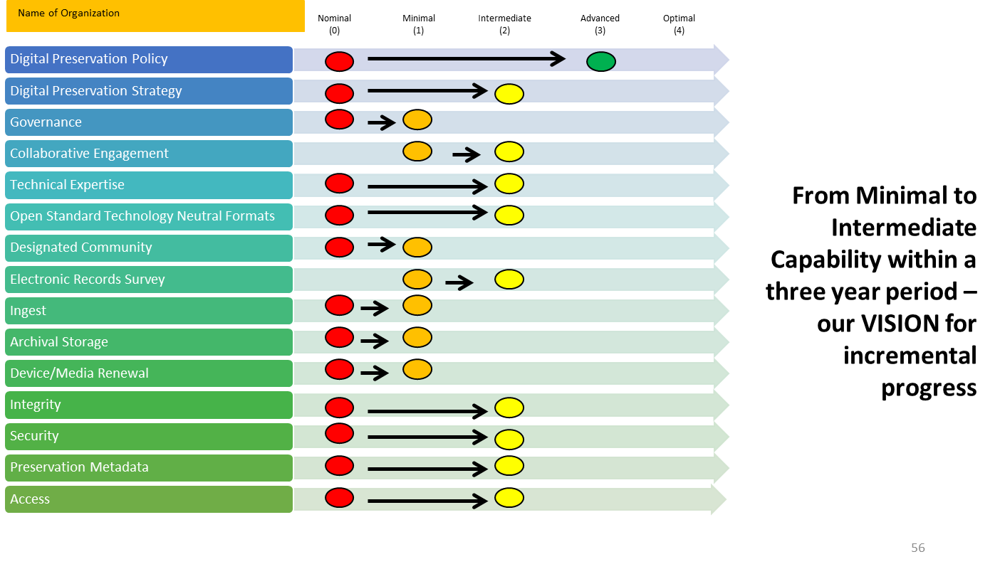 Name of Organization
Nominal
(0)
Minimal
(1)
Intermediate
(2)
Advanced
(3)
Optimal
(4)
Digital Preservation Policy
Digital Preservation Strategy
Governance
Collaborative Engagement
Technical Expertise
Open Standard Technology Neutral Formats
Designated Community
Electronic Records Survey
Ingest
Archival Storage
Device/Media Renewal
Integrity
Security
Preservation Metadata
Access
From Minimal to
Intermediate
Capability within a
three year period –
our VISION for
incremental
progress
56